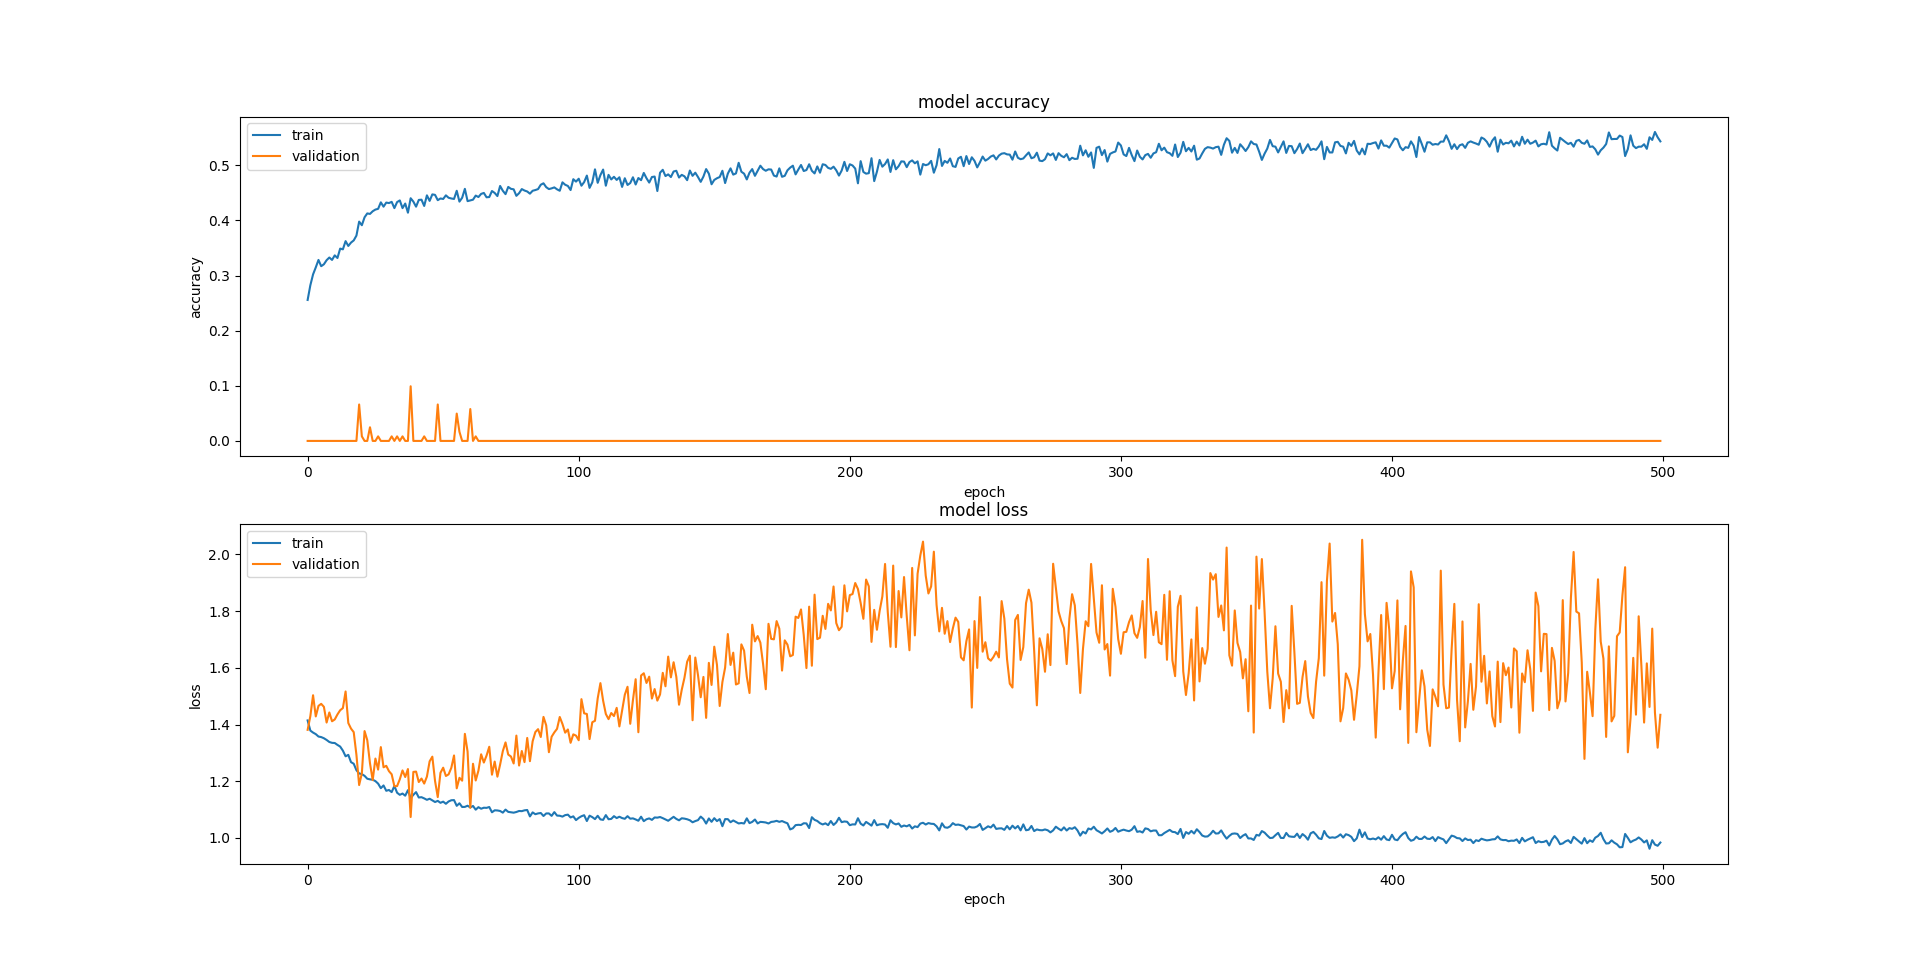 model accuracy
train
validation
0.5
0.4
0.3
0.2
0.1
0.0
accuracy
0 100 200 300 400 500
epoch
model loss
train
validation
2.0
1.8
1.6
1.4
1.2
1.0
loss
0 100 200 300 400 500
epoch